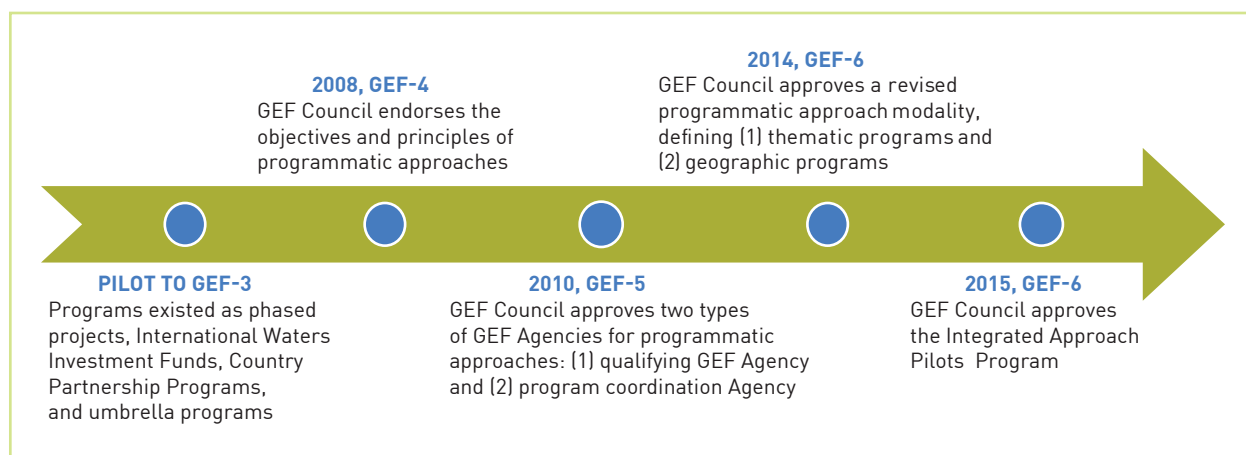 PILOT TO GEF-3
Programs existed as phased
projects, International Waters
Investment Funds, Country
Partnership Programs,
and umbrella programs
2008, GEF-4
GEF Council endorses the
objectives and principles of
programmatic approaches
2010, GEF-5
GEF Council approves two types
of GEF Agencies for programmatic
approaches: (1) qualifying GEF Agency
and (2) program coordination Agency
2014, GEF-6
GEF Council approves a revised
programmatic approach modality,
defining (1) thematic programs and
(2) geographic programs
2015, GEF-6
GEF Council approves
the Integrated Approach
Pilots Program